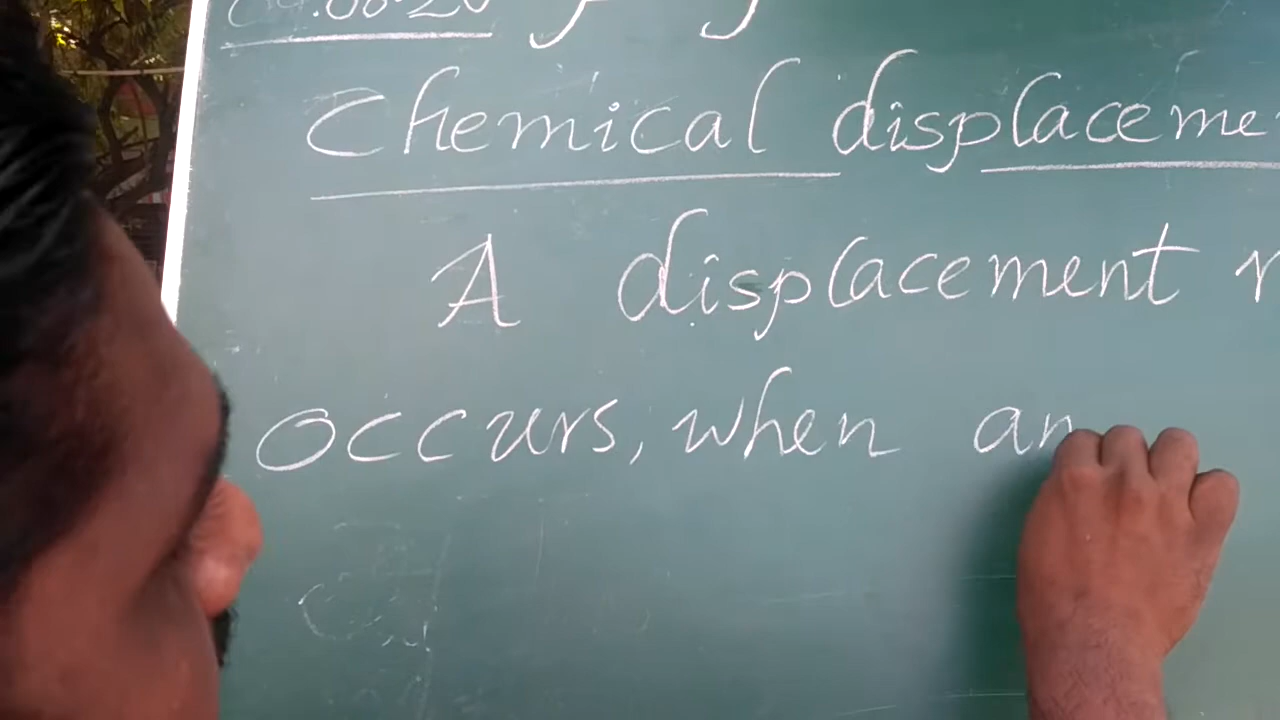 Chemical displaceme
A displacement r
occurs, when an